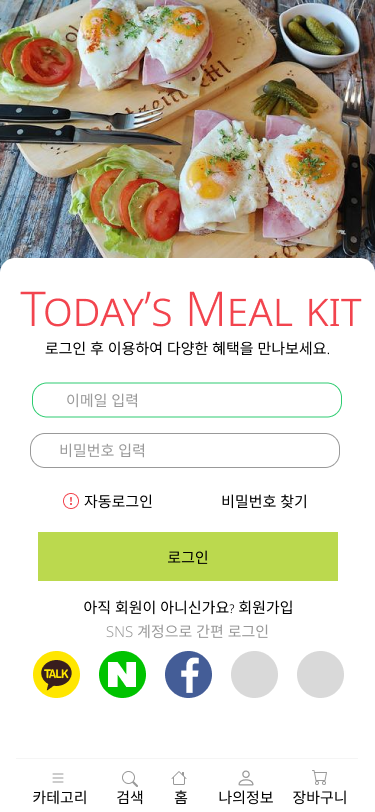 TODAY'S MEAL KIT
로그인 후 이용하여 다양한 혜택을 만나보세요.
이메일 입력
비밀번호 입력
자동로그인 비밀번호 찾기
로그인
아직 회원이 아니신가요? 회원가입
SNS 계정으로 간편 로그인
TALK N f
카테고리 검색 홈 나의정보 장바구니